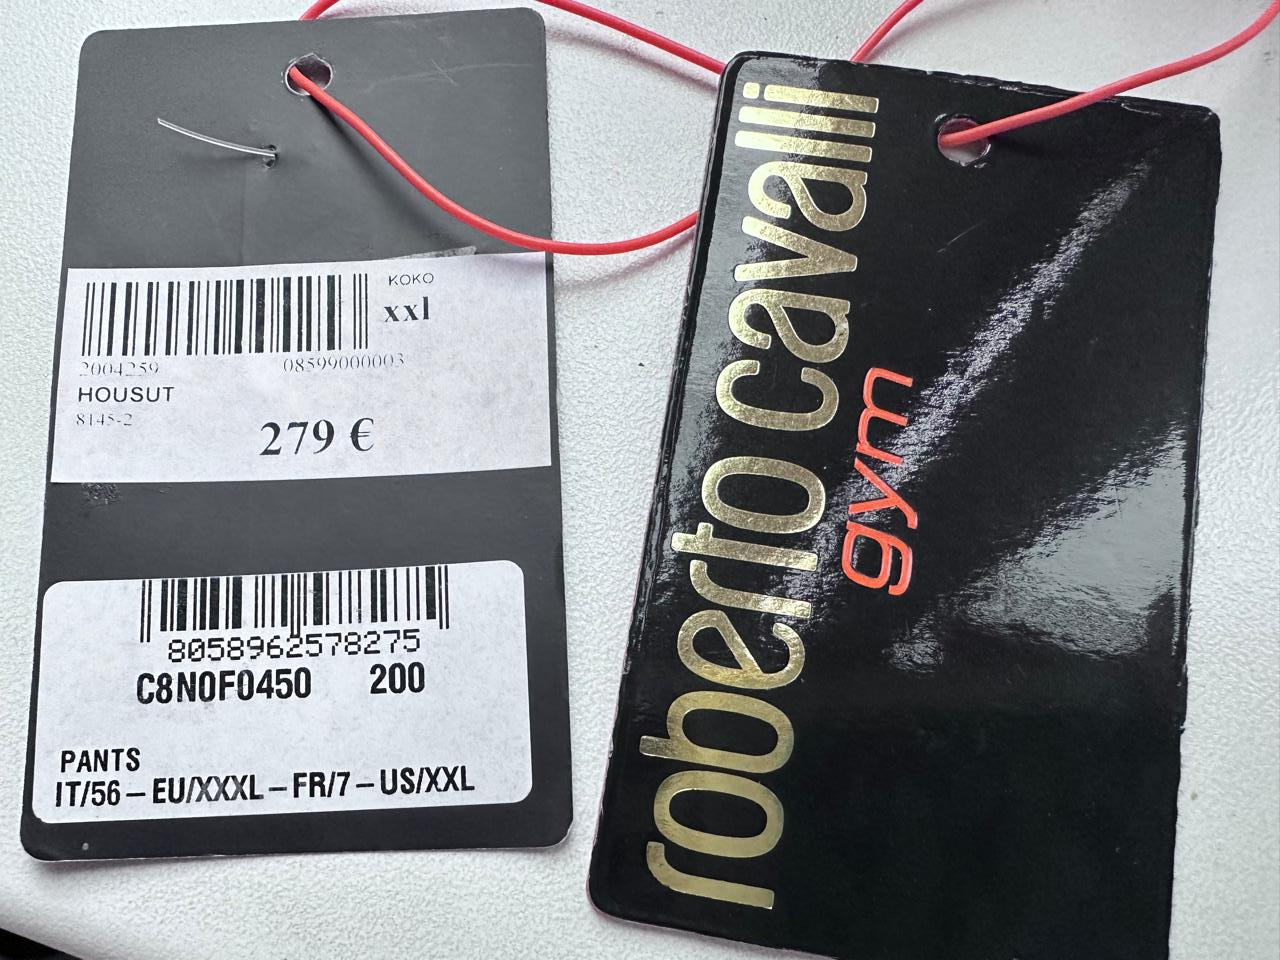 KOKO
xxl
2004259 08599000003
HOUSUT
8145-2
279 €
8058962578275
C8N0F0450 200
PANTS
IT/56 – EU/XXXL – FR/7 – US/XXL
roberto cavalli
gym